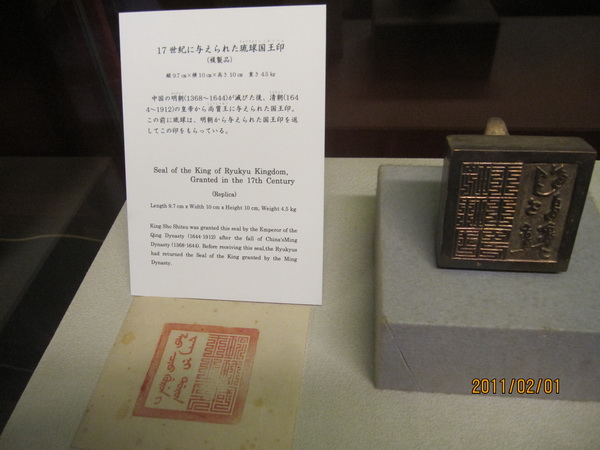 17世紀に与えられた琉球国王印
(複製品)
縦9.7cm×横10cm×高さ10cm 重さ4.5kg
中国の明朝(1368～1644)が滅びた後、清朝(164
4～1912)の皇帝から尚質王に与えられた国王印。
この前に琉球は、明朝から与えられた国王印を返
してこの印をもらっている。
Seal of the King of Ryukyu Kingdom,
Granted in the 17th Century
(Replica)
Length 9.7 cm x Width 10 cm x Height 10 cm, Weight 4.5 kg
King Sho Shitsu was granted this seal by the Emperor of the
Qing Dynasty (1644-1912) after the fall of China'sMing
Dynasty (1368-1644). Before receiving this seal,the Ryukyus
had returned the Seal of the King granted by the Ming
Dynasty.
2011/02/01